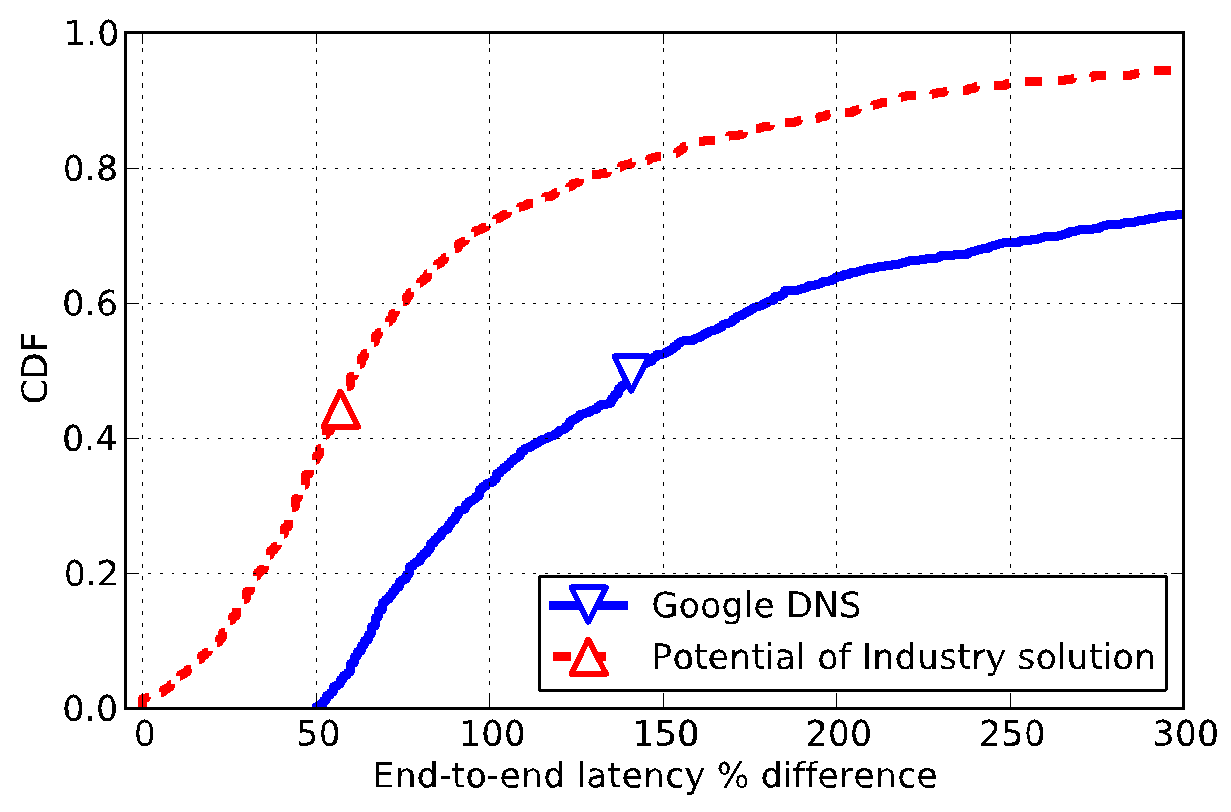 1.0
0.8
0.6
0.4
0.2
0.0
CDF
Google DNS
Potential of Industry solution
0 50 100 150 200 250 300
End-to-end latency % difference